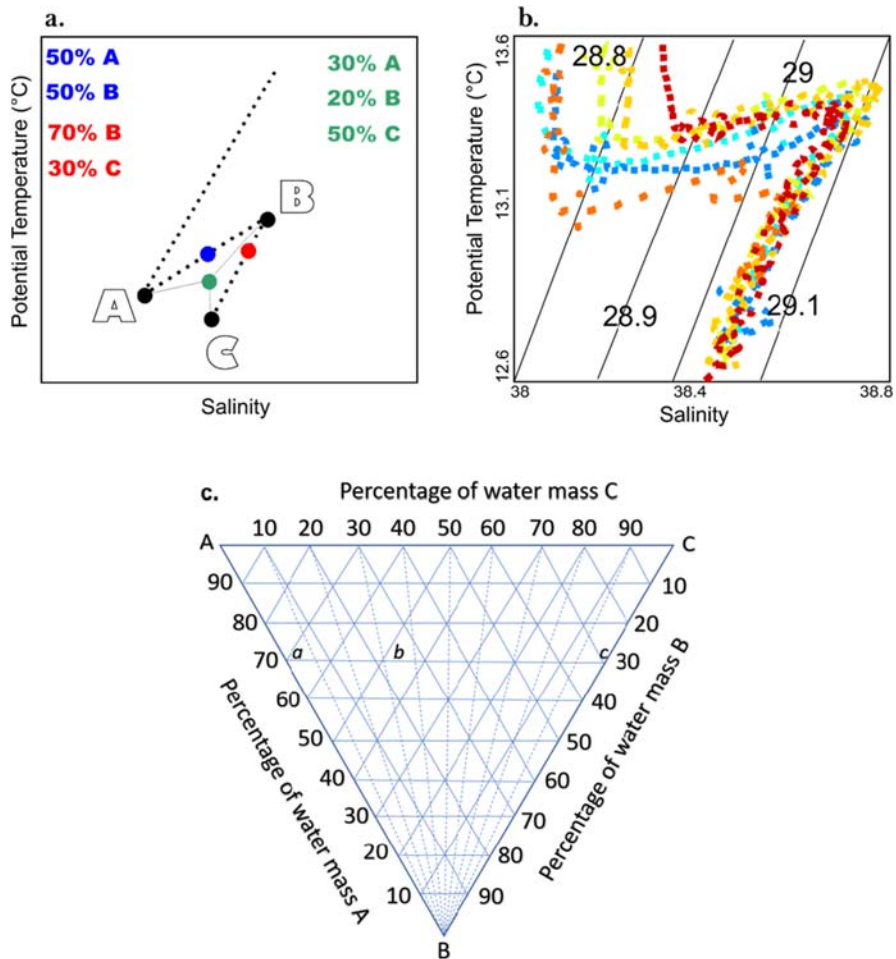 a.
50% A
50% B
70% B
30% C
30% A
20% B
50% C
B
A
C
Potential Temperature (°C)
Salinity
b.
13.6
13.1
12.6
28.8
29
28.9
29.1
38
38.4
38.8
Potential Temperature (°C)
Salinity
c.
Percentage of water mass C
A 10 20 30 40 50 60 70 80 90 C
90 10
80 20
70 a b c 30
60 40
50 50
40 60
30 70
20 80
10 90
Percentage of water mass A
Percentage of water mass B
B